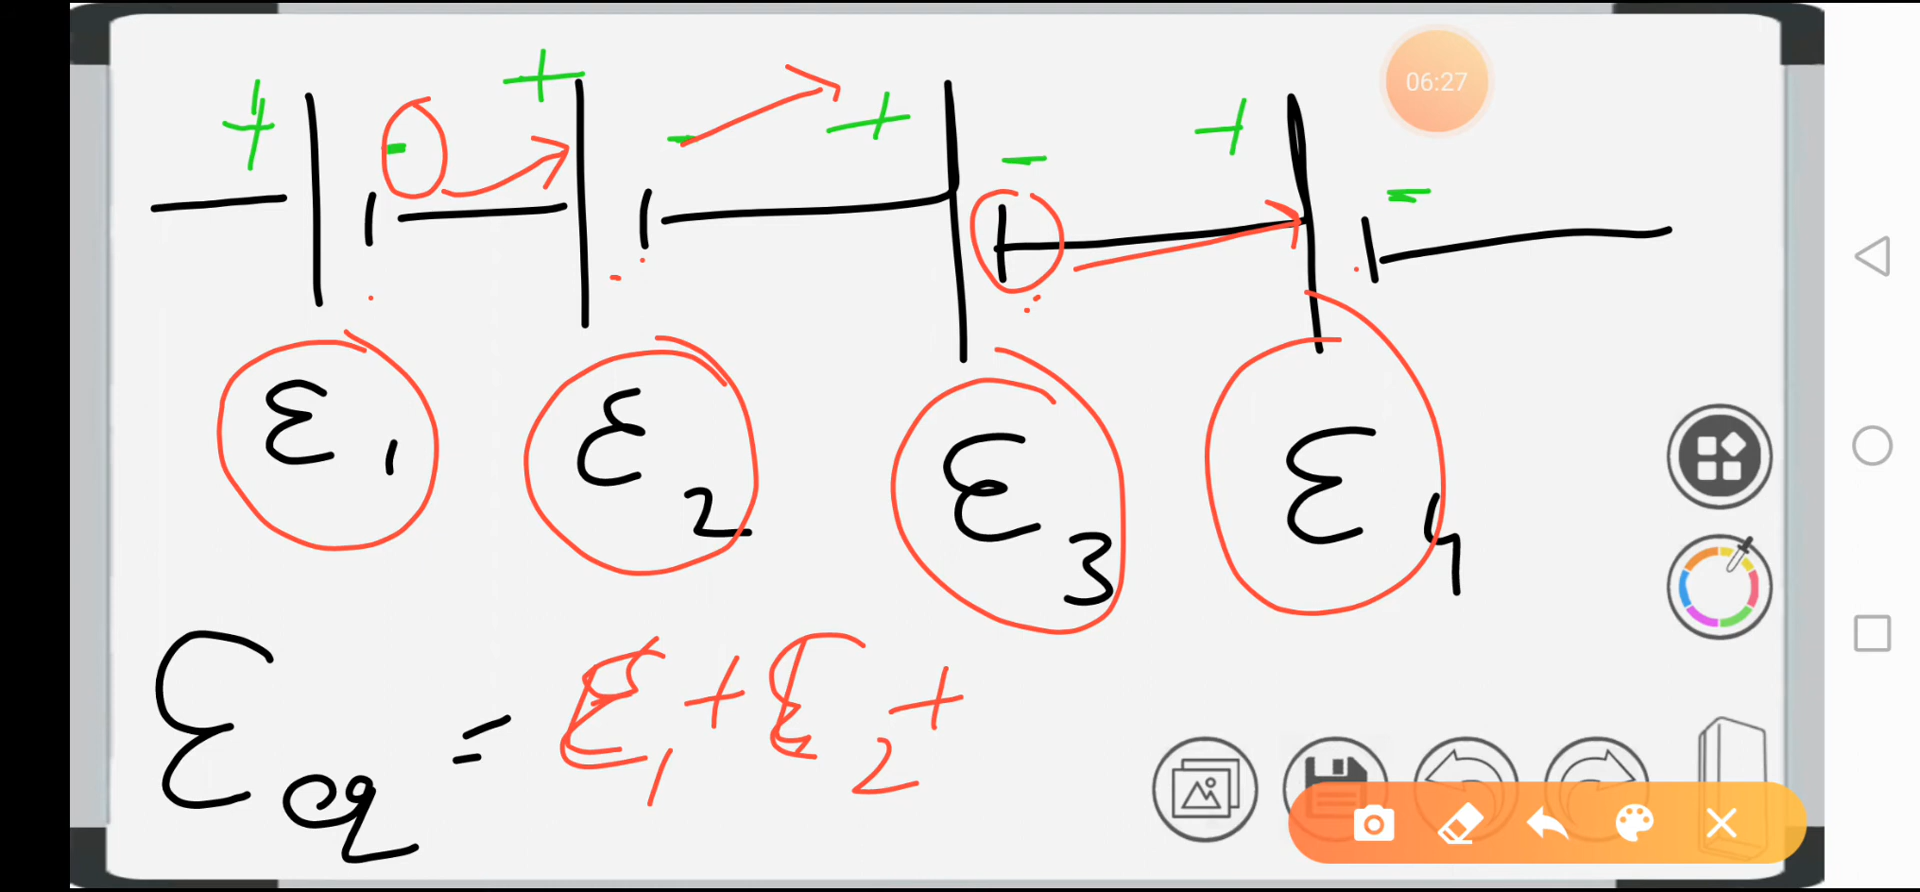 + - + - + - + -
06:27
ε1 ε2 ε3 ε4
εeq = ε1 + ε2 +